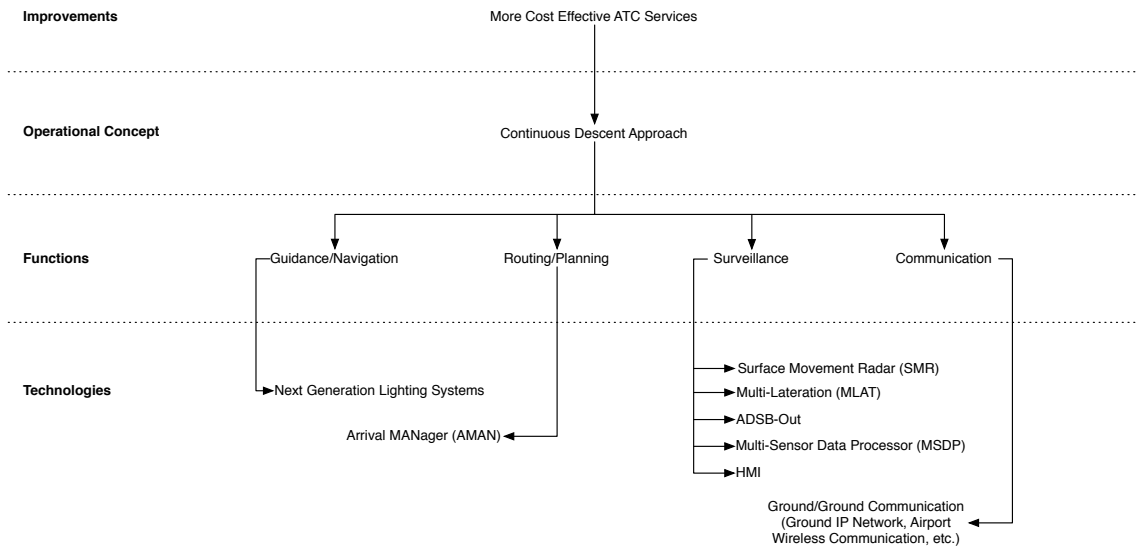 Improvements
More Cost Effective ATC Services
Operational Concept
Continuous Descent Approach
Functions
Guidance/Navigation
Routing/Planning
Surveillance
Communication
Technologies
Next Generation Lighting Systems
Arrival MANager (AMAN)
Surface Movement Radar (SMR)
Multi-Lateration (MLAT)
ADSB-Out
Multi-Sensor Data Processor (MSDP)
HMI
Ground/Ground Communication
(Ground IP Network, Airport
Wireless Communication, etc.)